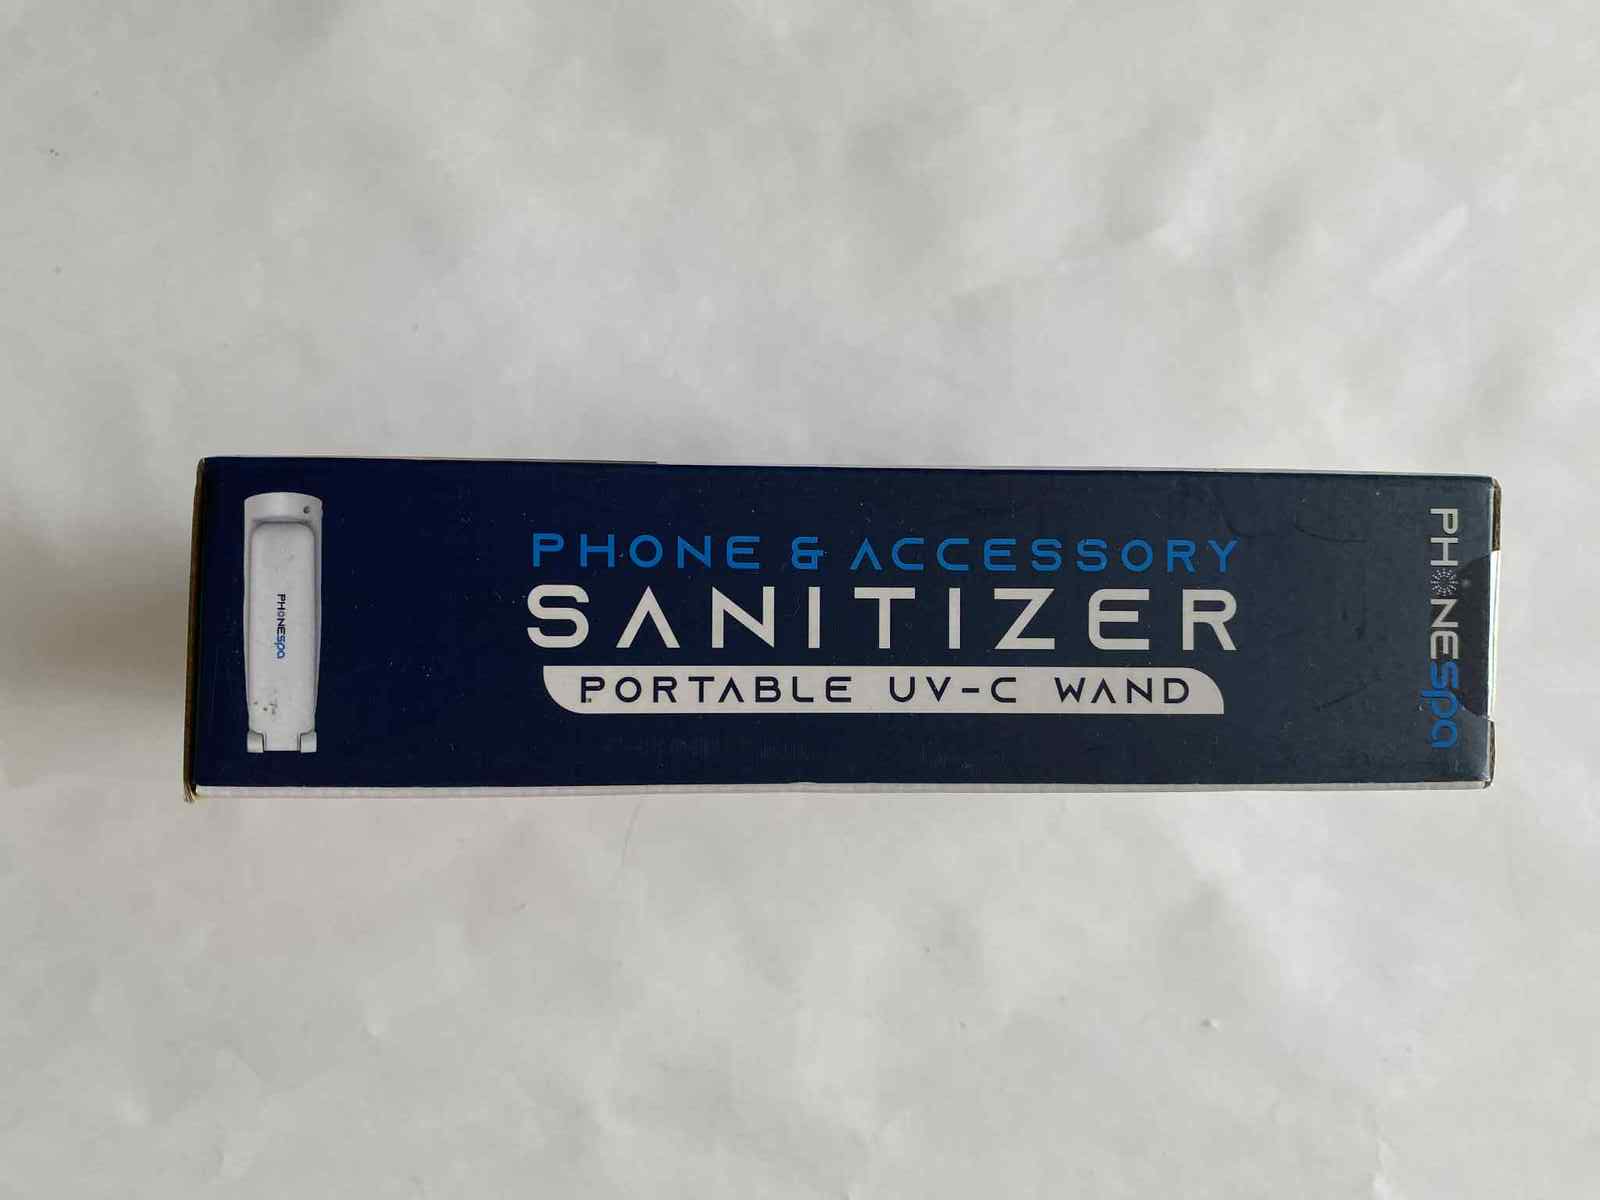 PHONESPA
PHONE & ACCESSORY
SANITIZER
PORTABLE UV-C WAND
PHONESPA